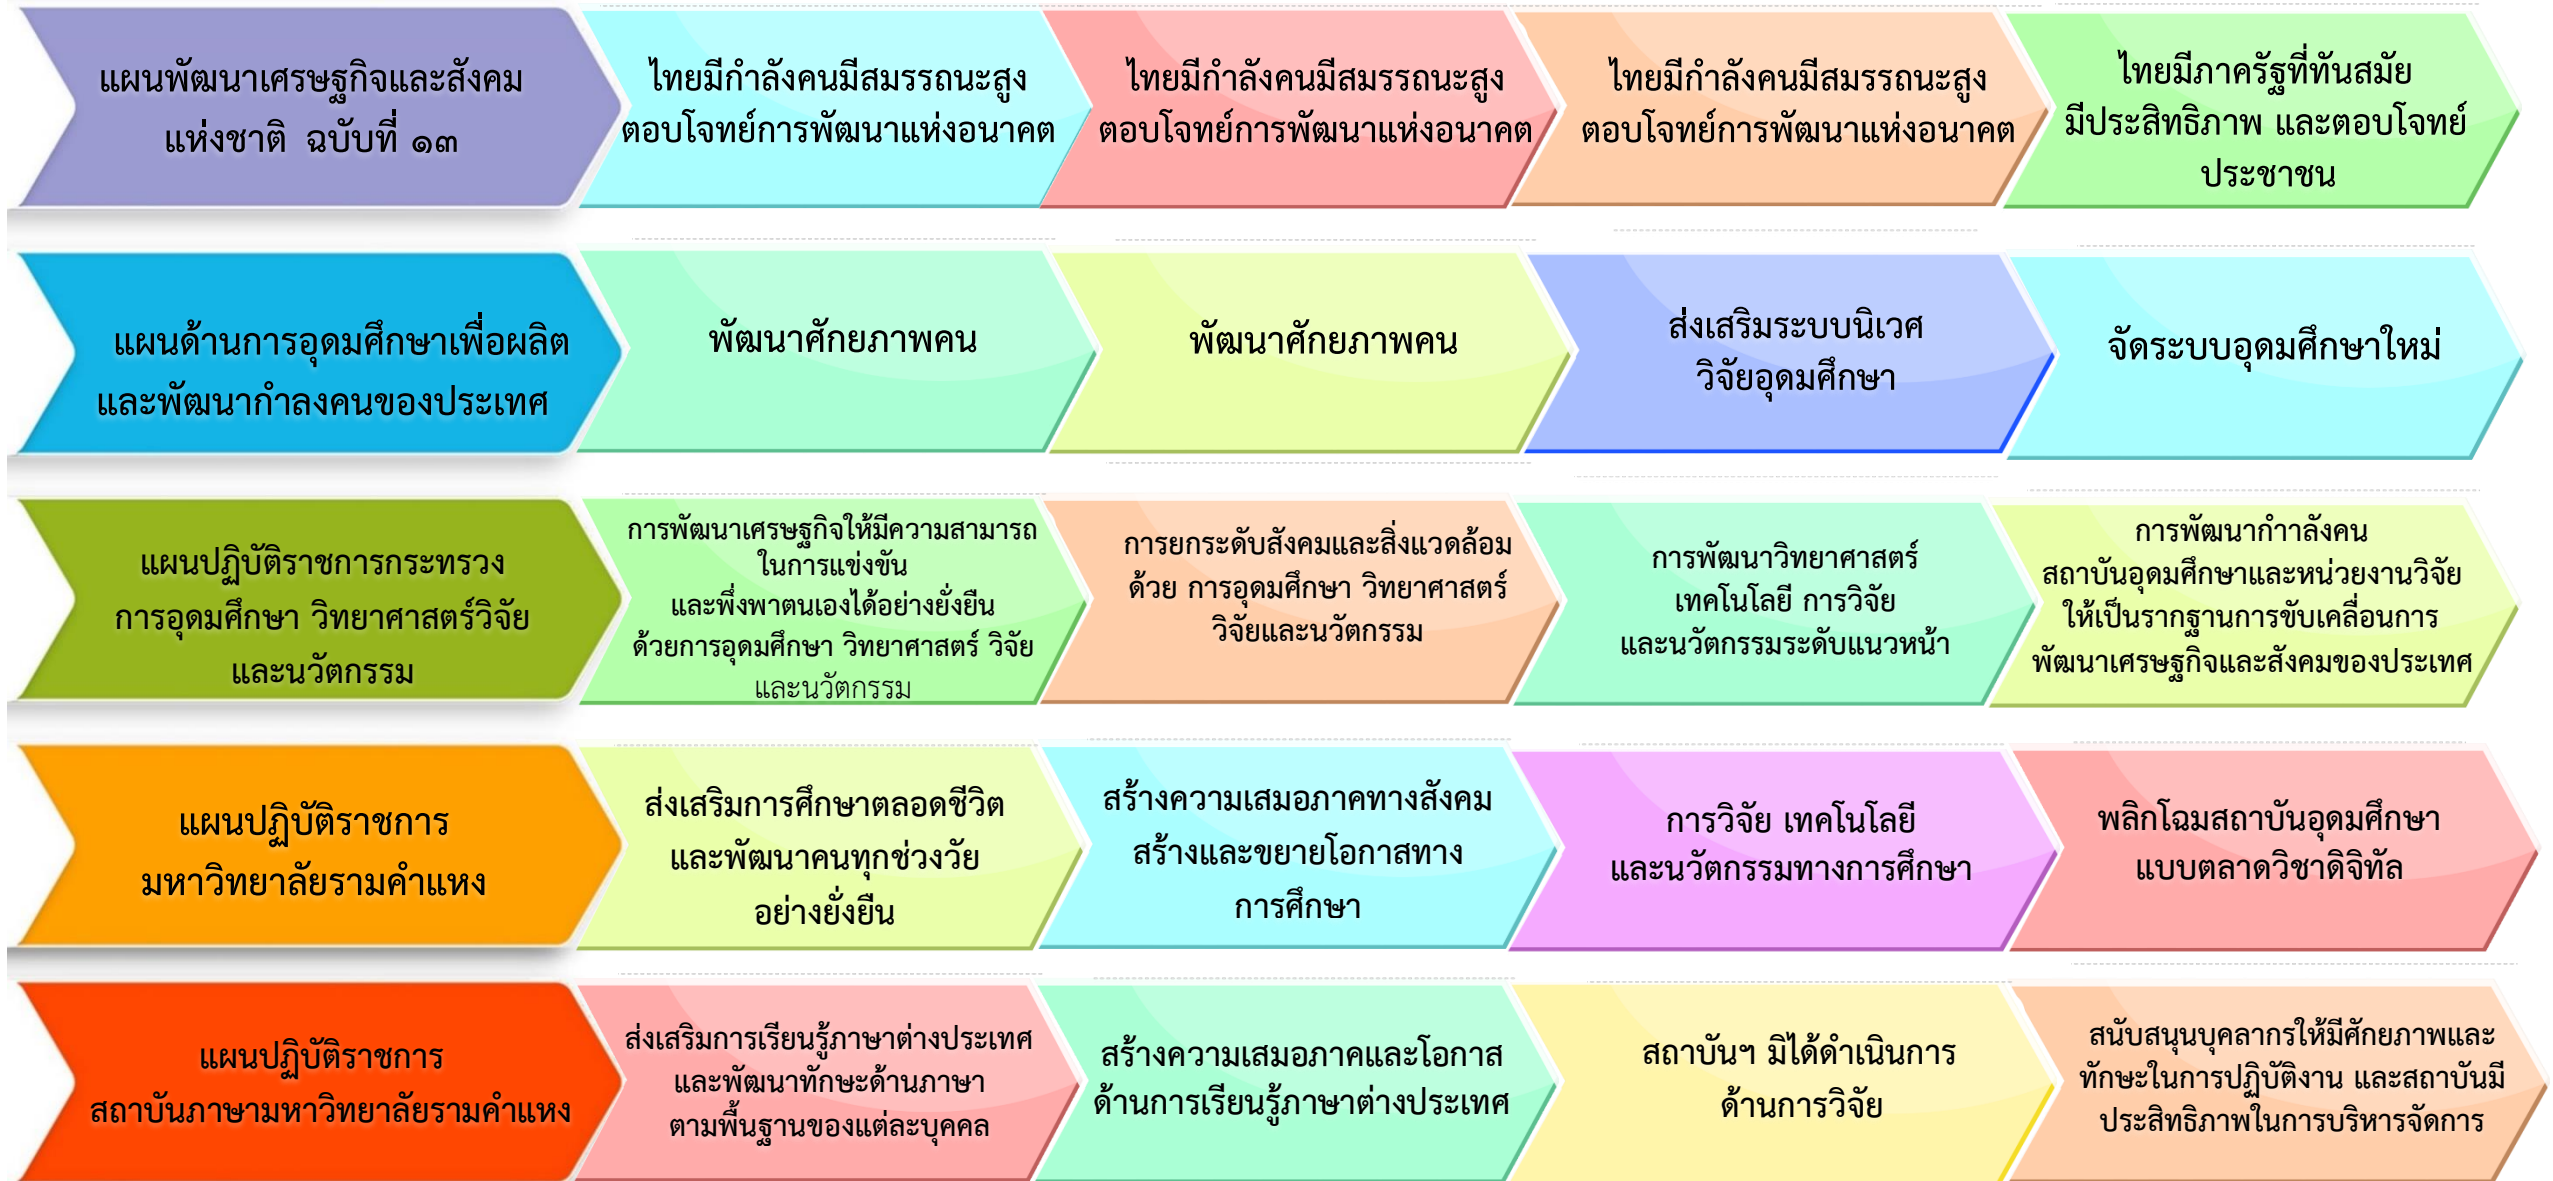 แผนพัฒนาเศรษฐกิจและสังคม
แห่งชาติ ฉบับที่ ๑๓
ไทยมีกำลังคนมีสมรรถนะสูง
ตอบโจทย์การพัฒนาแห่งอนาคต
ไทยมีกำลังคนมีสมรรถนะสูง
ตอบโจทย์การพัฒนาแห่งอนาคต
ไทยมีกำลังคนมีสมรรถนะสูง
ตอบโจทย์การพัฒนาแห่งอนาคต
ไทยมีภาครัฐที่ทันสมัย
มีประสิทธิภาพ และตอบโจทย์
ประชาชน
แผนด้านการอุดมศึกษาเพื่อผลิต
และพัฒนากำลงคนของประเทศ
พัฒนาศักยภาพคน
พัฒนาศักยภาพคน
ส่งเสริมระบบนิเวศ
วิจัยอุดมศึกษา
จัดระบบอุดมศึกษาใหม่
แผนปฏิบัติราชการกระทรวง
การอุดมศึกษา วิทยาศาสตร์วิจัย
และนวัตกรรม
การพัฒนาเศรษฐกิจให้มีความสามารถ
ในการแข่งขัน
และพึ่งพาตนเองได้อย่างยั่งยืน
ด้วยการอุดมศึกษา วิทยาศาสตร์ วิจัย
และนวัตกรรม
การยกระดับสังคมและสิ่งแวดล้อม
ด้วย การอุดมศึกษา วิทยาศาสตร์
วิจัยและนวัตกรรม
การพัฒนาวิทยาศาสตร์
เทคโนโลยี การวิจัย
และนวัตกรรมระดับแนวหน้า
การพัฒนากำาลังคน
สถาบันอุดมศึกษาและหน่วยงานวิจัย
ให้เป็นรากฐานการขับเคลื่อนการ
พัฒนาเศรษฐกิจและสังคมของประเทศ
แผนปฏิบัติราชการ
มหาวิทยาลัยรามคำแหง
ส่งเสริมการศึกษาตลอดชีวิต
และพัฒนาคนทุกช่วงวัย
อย่างยั่งยืน
สร้างความเสมอภาคทางสังคม
สร้างและขยายโอกาสทาง
การศึกษา
การวิจัย เทคโนโลยี
และนวัตกรรมทางการศึกษา
พลิกโฉมสถาบันอุดมศึกษา
แบบตลาดวิชาดิจิทัล
แผนปฏิบัติราชการ
สถาบันภาษามหาวิทยาลัยรามคำแหง
ส่งเสริมการเรียนรู้ภาษาต่างประเทศ
และพัฒนาทักษะด้านภาษา
ตามพื้นฐานของแต่ละบุคคล
สร้างความเสมอภาคและโอกาส
ด้านการเรียนรู้ภาษาต่างประเทศ
สถาบันฯ มิได้ดำเนินการ
ด้านการวิจัย
สนับสนุนบุคลากรให้มีศักยภาพและ
ทักษะในการปฏิบัติงาน และสถาบันมี
ประสิทธิภาพในการบริหารจัดการ